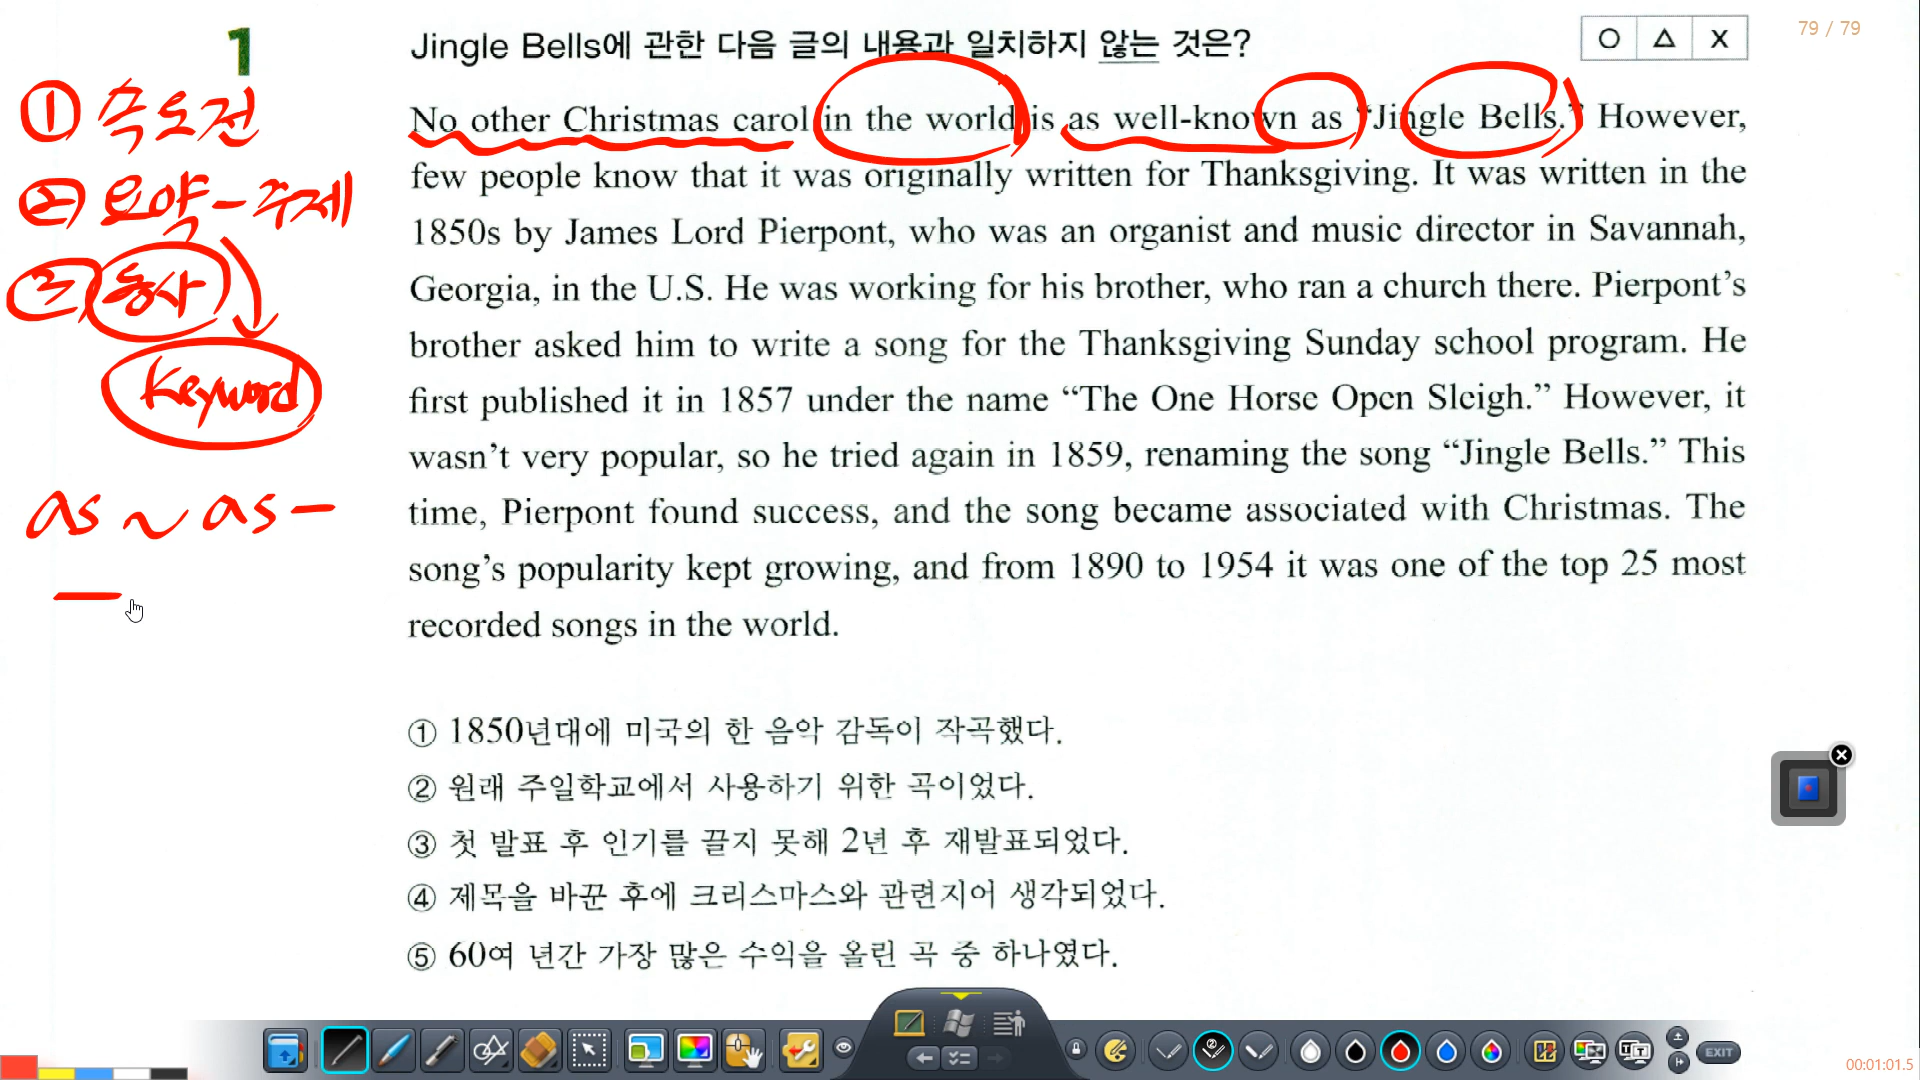 1
Jingle Bells에 관한 다음 글의 내용과 일치하지 않는 것은?
O △ X
79 / 79
① 속도전
② 요약-주제
③ 동사
Keyword
as ~ as -
No other Christmas carol in the world is as well-known as “Jingle Bells.” However,
few people know that it was originally written for Thanksgiving. It was written in the
1850s by James Lord Pierpont, who was an organist and music director in Savannah,
Georgia, in the U.S. He was working for his brother, who ran a church there. Pierpont’s
brother asked him to write a song for the Thanksgiving Sunday school program. He
first published it in 1857 under the name “The One Horse Open Sleigh.” However, it
wasn’t very popular, so he tried again in 1859, renaming the song “Jingle Bells.” This
time, Pierpont found success, and the song became associated with Christmas. The
song’s popularity kept growing, and from 1890 to 1954 it was one of the top 25 most
recorded songs in the world.
① 1850년대에 미국의 한 음악 감독이 작곡했다.
② 원래 주일학교에서 사용하기 위한 곡이었다.
③ 첫 발표 후 인기를 끌지 못해 2년 후 재발표되었다.
④ 제목을 바꾼 후에 크리스마스와 관련지어 생각되었다.
⑤ 60여 년간 가장 많은 수익을 올린 곡 중 하나였다.
EXIT
00:01:01.5